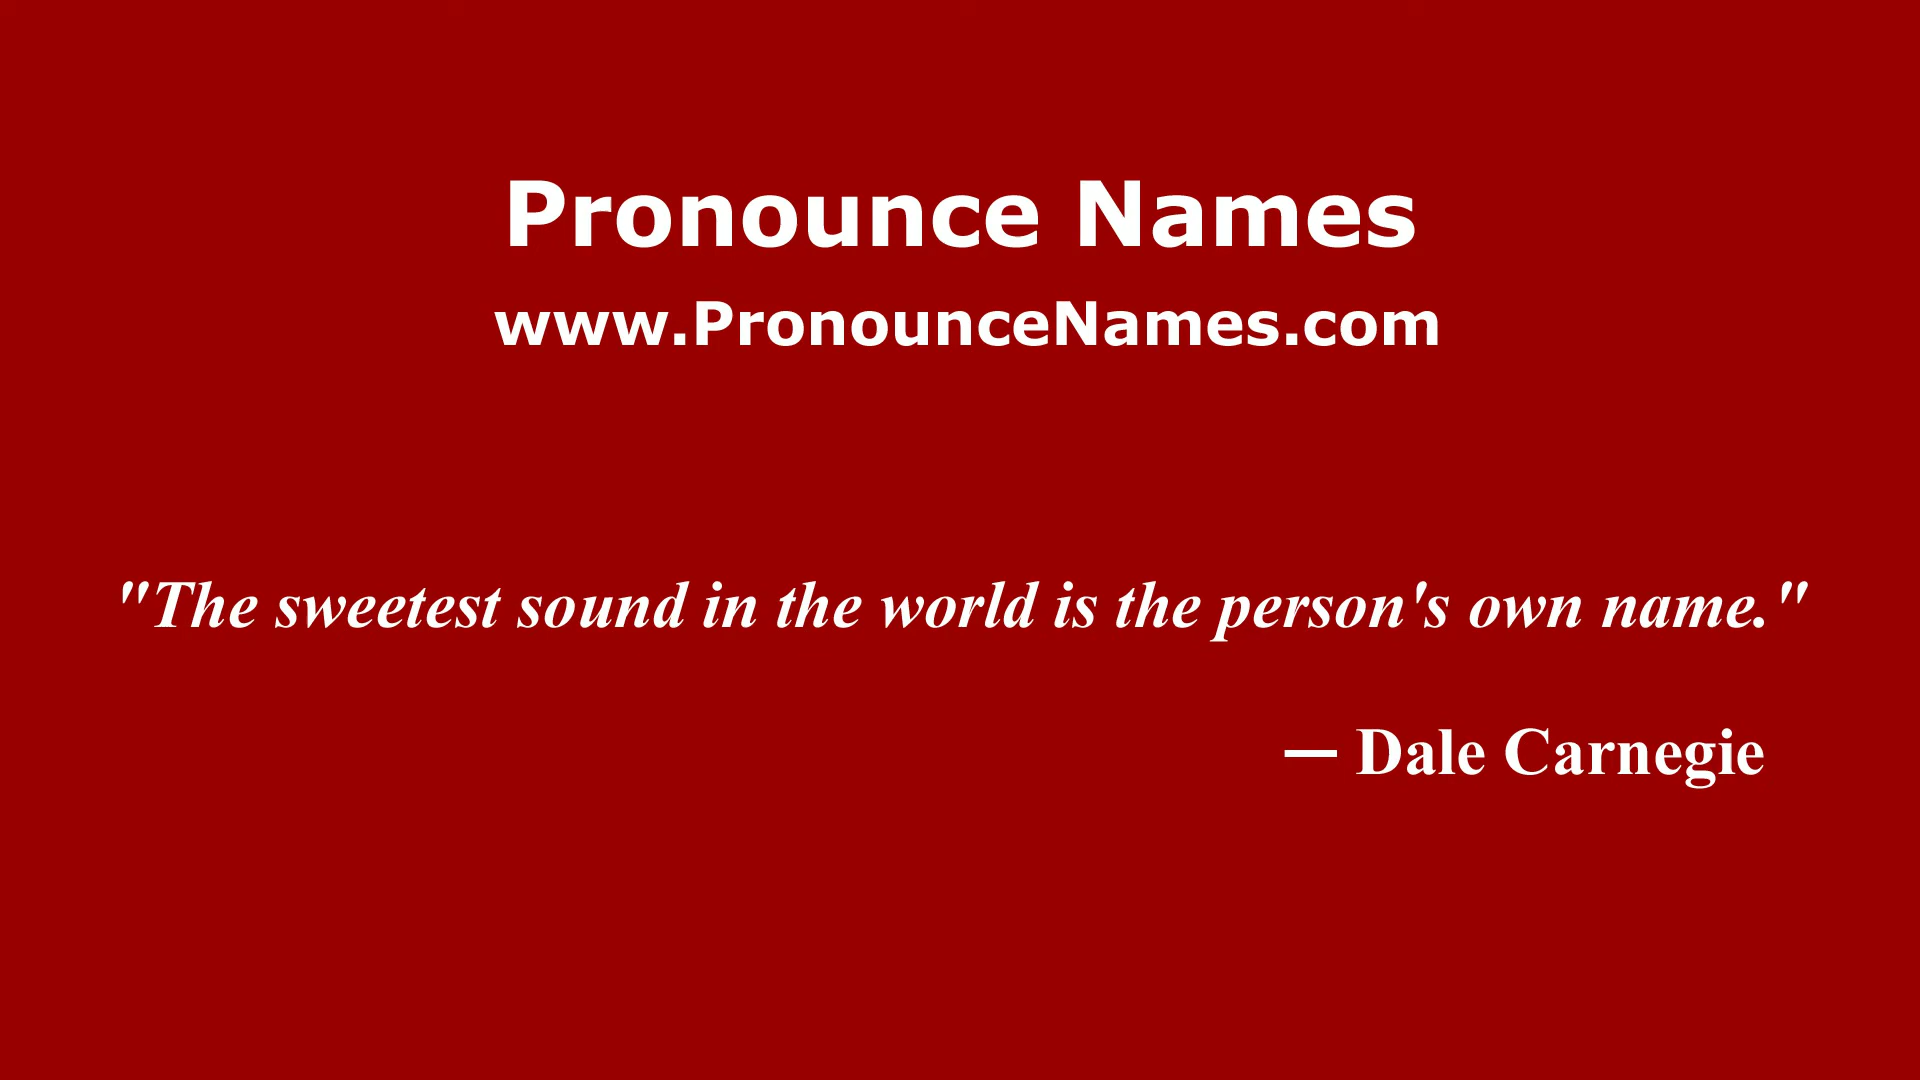 Pronounce Names
www.PronounceNames.com
"The sweetest sound in the world is the person's own name."
— Dale Carnegie